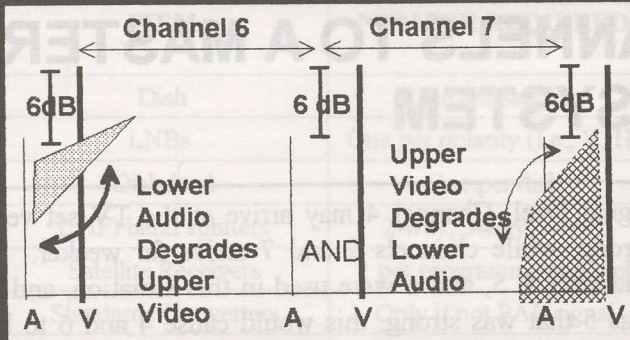 Channel 6 Channel 7
6dB 6 dB 6dB
Lower
Audio
Degrades
Upper
Video
AND
Upper
Video
Degrades
Lower
Audio
A V A V A V